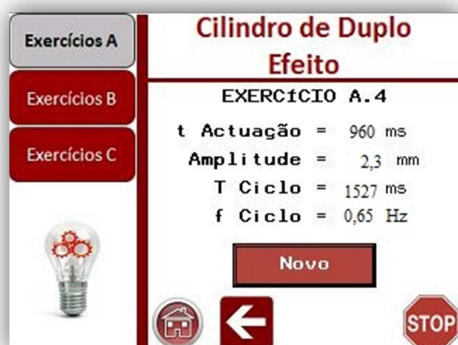 Exercícios A
Exercícios B
Exercícios C
Cilindro de Duplo
Efeito
EXERCíCIO A.4
t Actuação = 960 ms
Amplitude = 2,3 mm
T Ciclo = 1527 ms
f Ciclo = 0,65 Hz
Novo
STOP